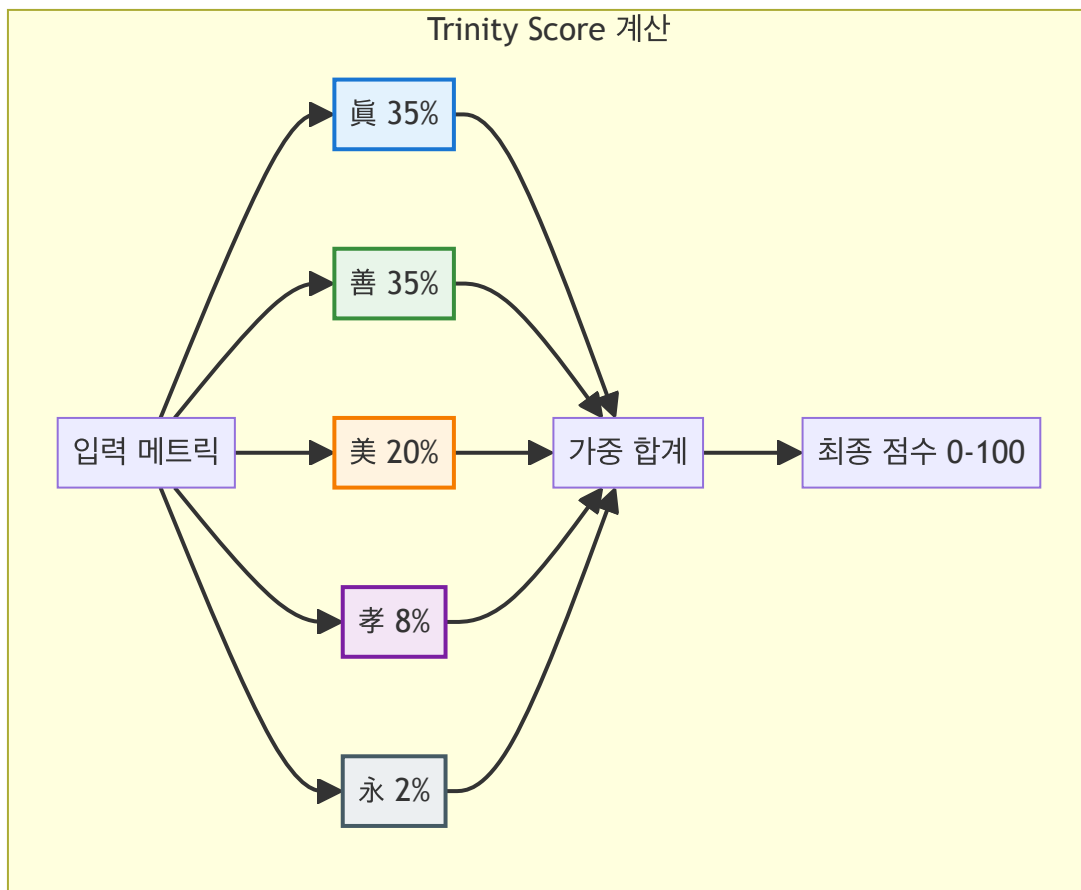 Trinity Score 계산
眞 35%
善 35%
입력 메트릭
美 20%
가중 합계
최종 점수 0-100
孝 8%
永 2%